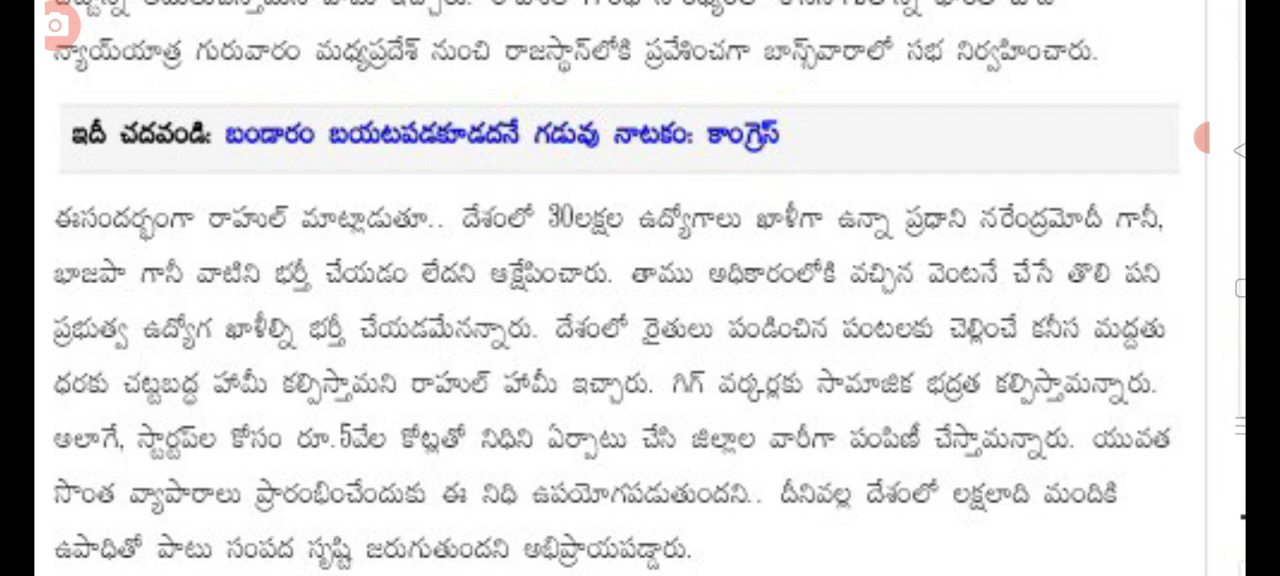 న్యాయ్‌యాత్ర గురువారం మధ్యప్రదేశ్ నుంచి రాజస్థాన్‌లోకి ప్రవేశించగా బాన్స్‌వారాలో సభ నిర్వహించారు.
ఇదీ చదవండి: బండారం బయటపడకూడదనే గడువు నాటకం: కాంగ్రెస్
ఈసందర్భంగా రాహుల్ మాట్లాడుతూ.. దేశంలో 30లక్షల ఉద్యోగాలు ఖాళీగా ఉన్నా ప్రధాని నరేంద్రమోదీ గానీ,
భాజపా గానీ వాటిని భర్తీ చేయడం లేదని ఆక్షేపించారు. తాము అధికారంలోకి వచ్చిన వెంటనే చేసే తొలి పని
ప్రభుత్వ ఉద్యోగ ఖాళీల్ని భర్తీ చేయడమేనన్నారు. దేశంలో రైతులు పండించిన పంటలకు చెల్లించే కనీస మద్దతు
ధరకు చట్టబద్ధ హామీ కల్పిస్తామని రాహుల్ హామీ ఇచ్చారు. గిగ్ వర్కర్లకు సామాజిక భద్రత కల్పిస్తామన్నారు.
అలాగే, స్టార్టప్‌ల కోసం రూ.5వేల కోట్లతో నిధిని ఏర్పాటు చేసి జిల్లాల వారీగా పంపిణీ చేస్తామన్నారు. యువత
సొంత వ్యాపారాలు ప్రారంభించేందుకు ఈ నిధి ఉపయోగపడుతుందని.. దీనివల్ల దేశంలో లక్షలాది మందికి
ఉపాధితో పాటు సంపద సృష్టి జరుగుతుందని అభిప్రాయపడ్డారు.